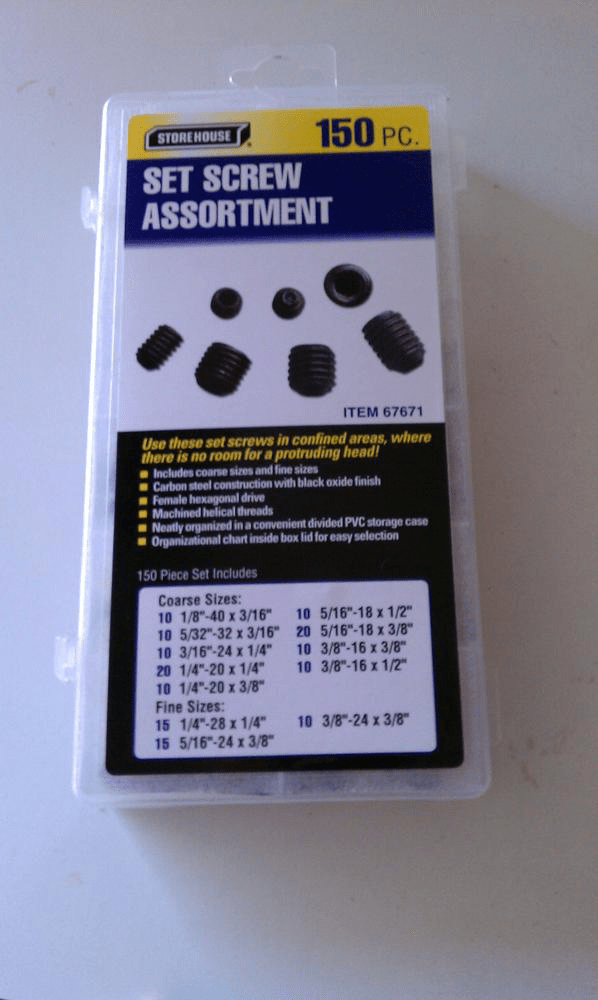 STOREHOUSE
150 PC.
SET SCREW
ASSORTMENT
ITEM 67671
Use these set screws in confined areas, where
there is no room for a protruding head!
Includes coarse sizes and fine sizes
Carbon steel construction with black oxide finish
Female hexagonal drive
Machined helical threads
Neatly organized in a convenient divided PVC storage case
Organizational chart inside box lid for easy selection
150 Piece Set Includes
Coarse Sizes:
10 1/8"-40 x 3/16"
10 5/32"-32 x 3/16"
10 3/16"-24 x 1/4"
20 1/4"-20 x 1/4"
10 1/4"-20 x 3/8"
10 5/16"-18 x 1/2"
20 5/16"-18 x 3/8"
10 3/8"-16 x 3/8"
10 3/8"-16 x 1/2"
Fine Sizes:
15 1/4"-28 x 1/4"
15 5/16"-24 x 3/8"
10 3/8"-24 x 3/8"